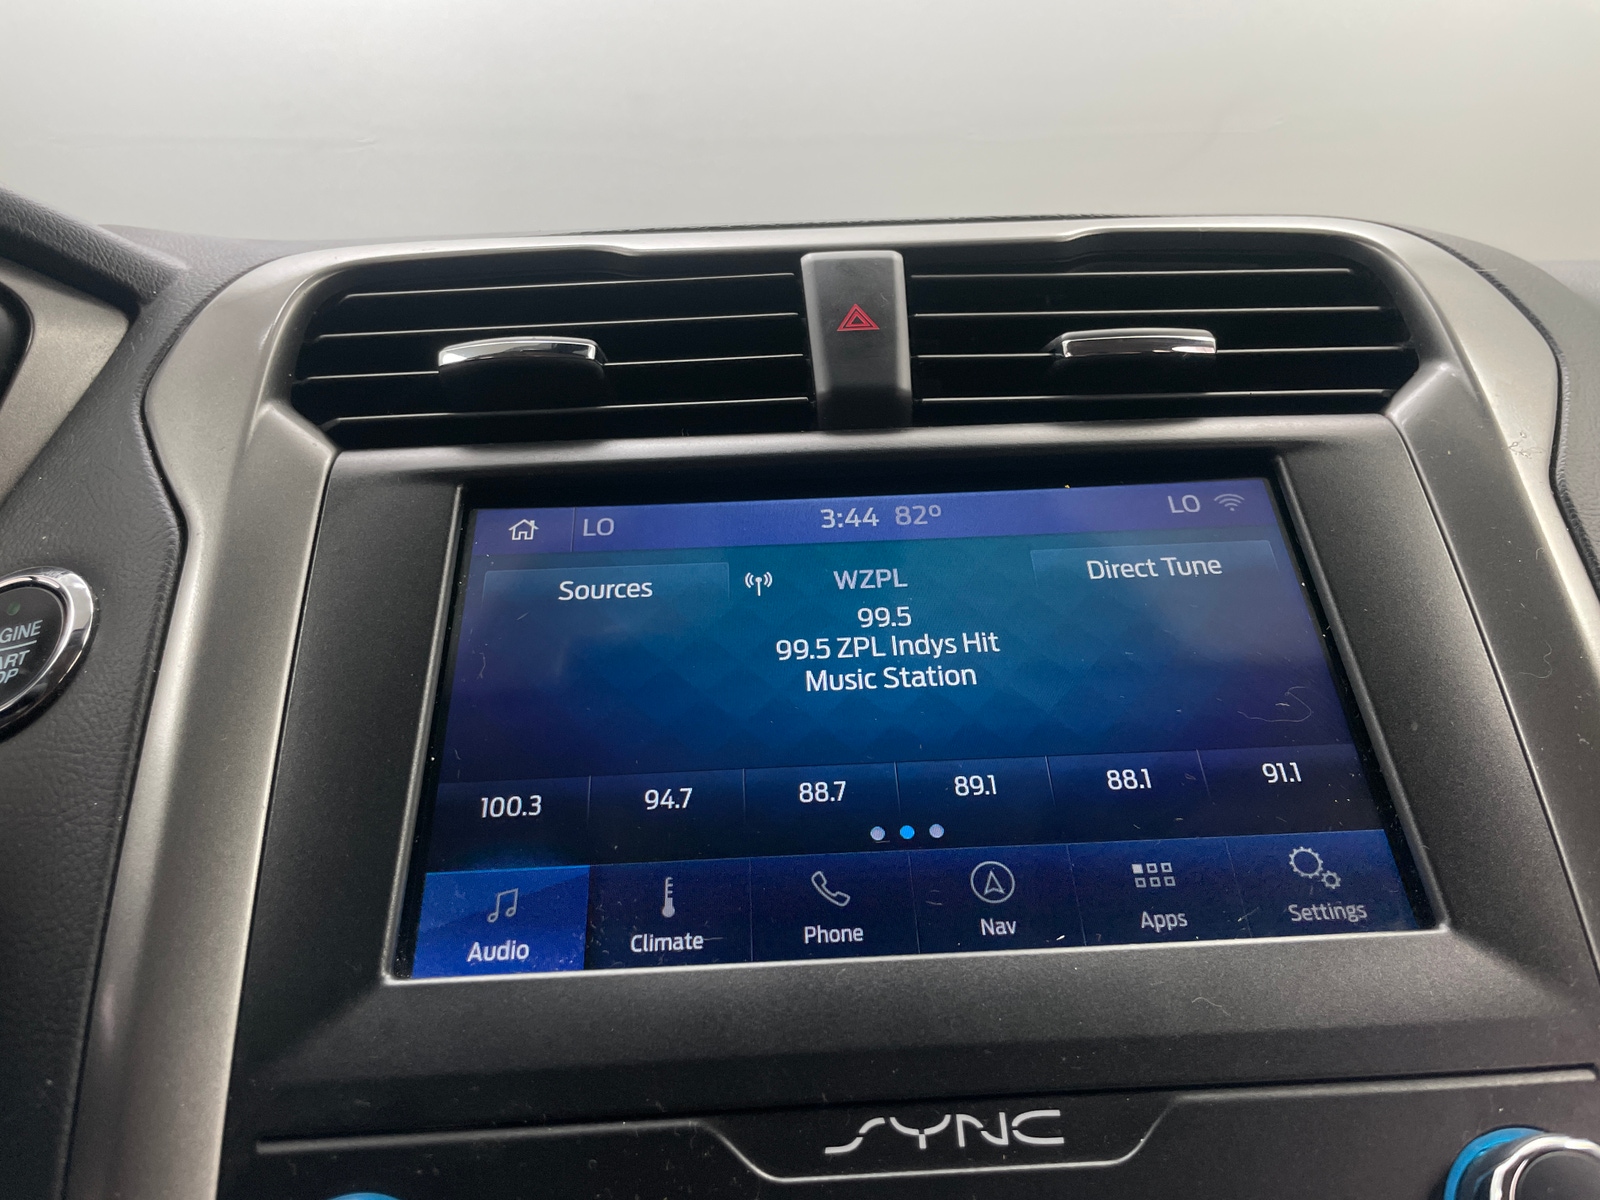 LO 3:44 82° LO
Sources WZPL Direct Tune
99.5
99.5 ZPL Indys Hit
Music Station
100.3 94.7 88.7 89.1 88.1 91.1
Audio Climate Phone Nav Apps Settings
SYNC